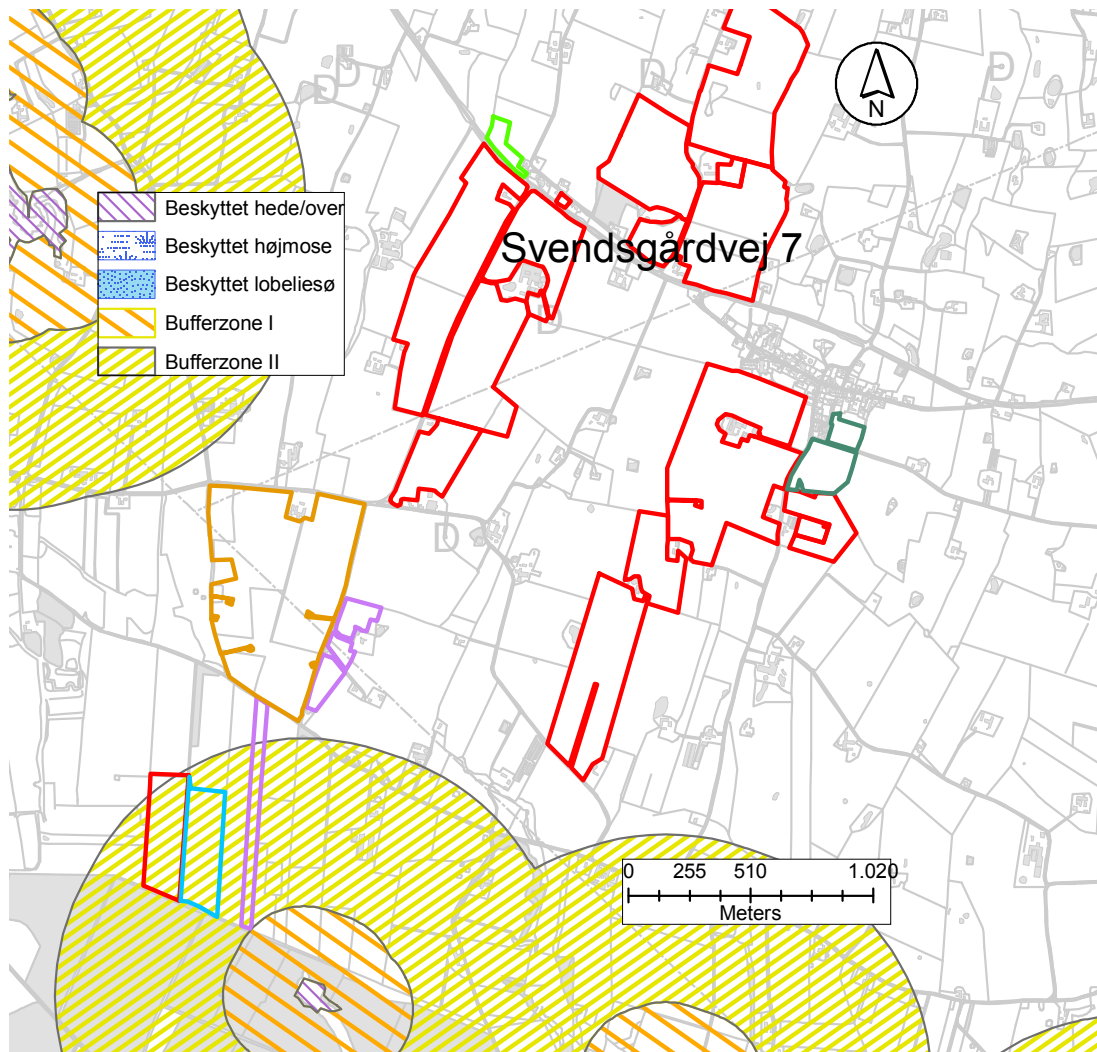 D
D
D
N
Beskyttet hede/over
Beskyttet højmose
Beskyttet lobeliesø
Bufferzone I
Bufferzone II
Svendsgårdvej 7
D
D
0 255 510 1.020
Meters